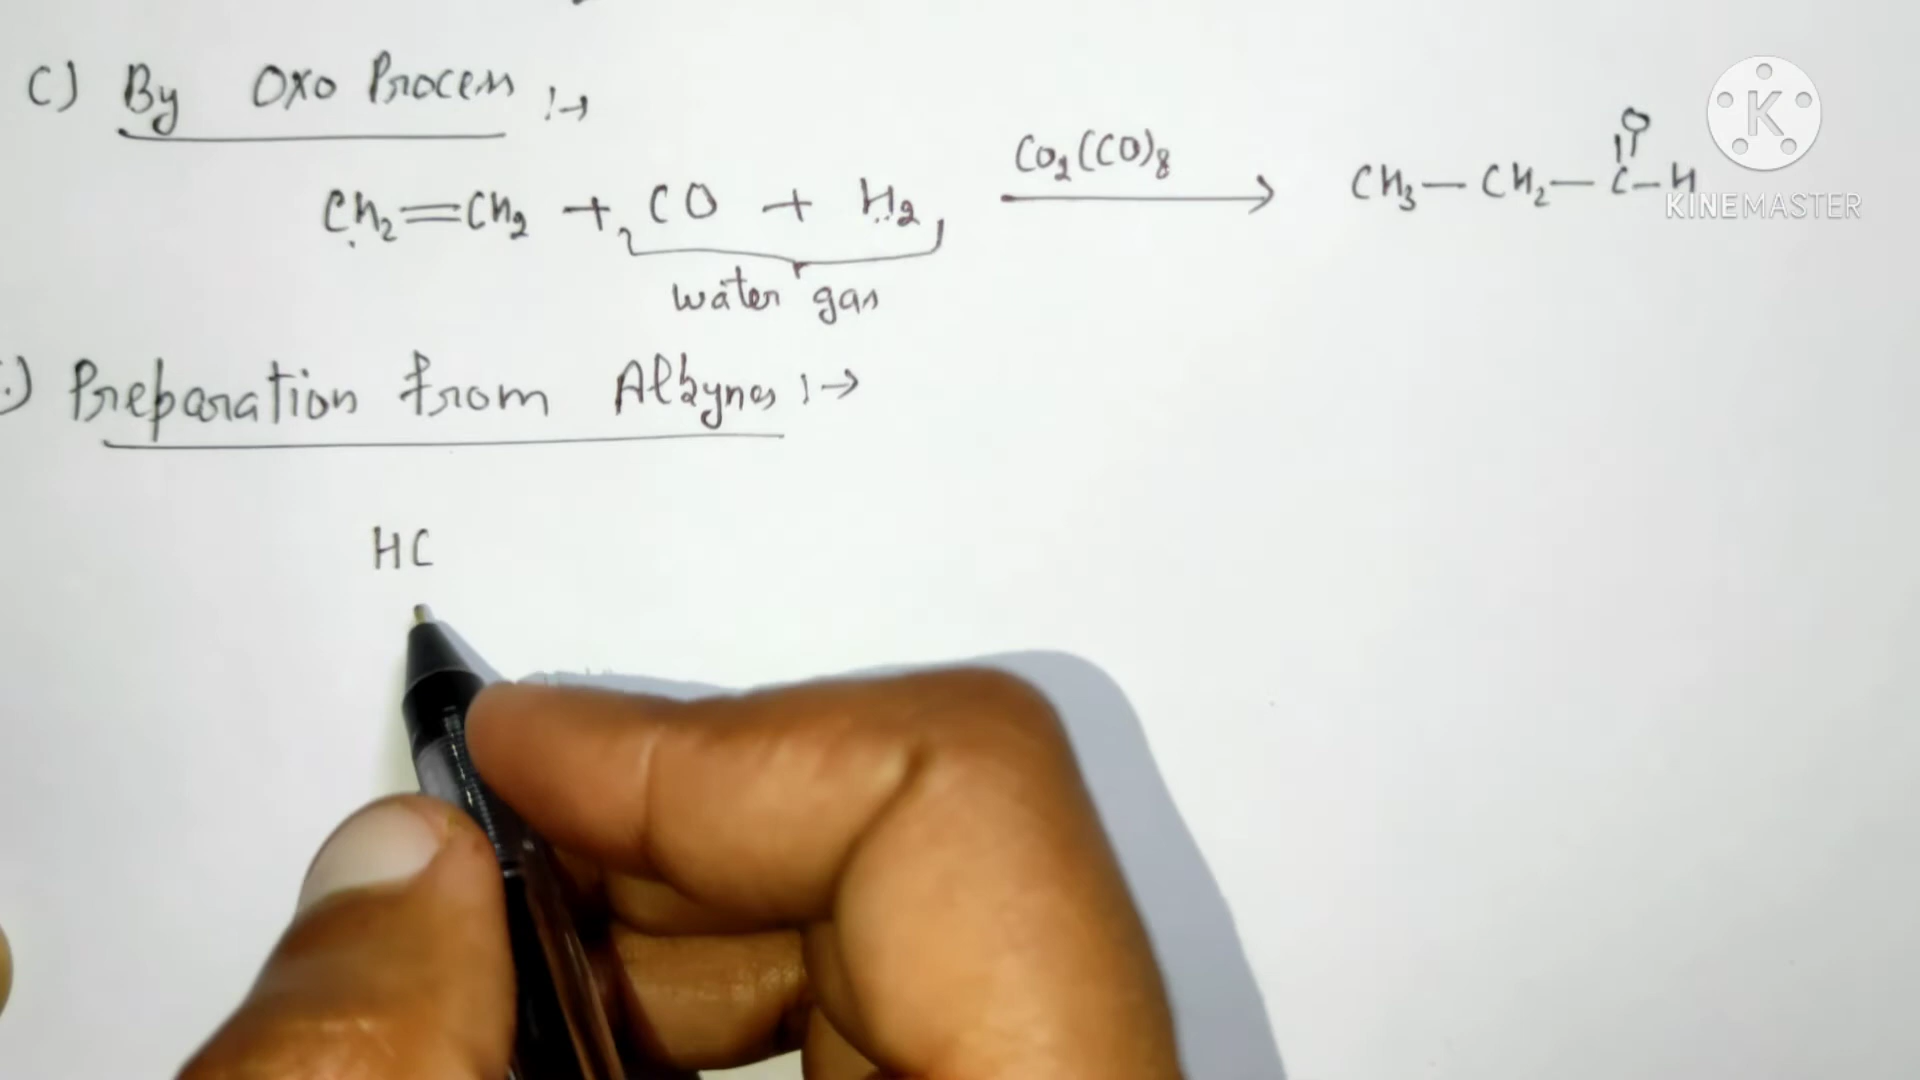 C) By Oxo Process :→
CH₂=CH₂ + CO + H₂ Co₂(CO)₈ → CH₃—CH₂—C—H
O
water gas
.) Preparation from Alkynes :→
HC
K
KINEMASTER